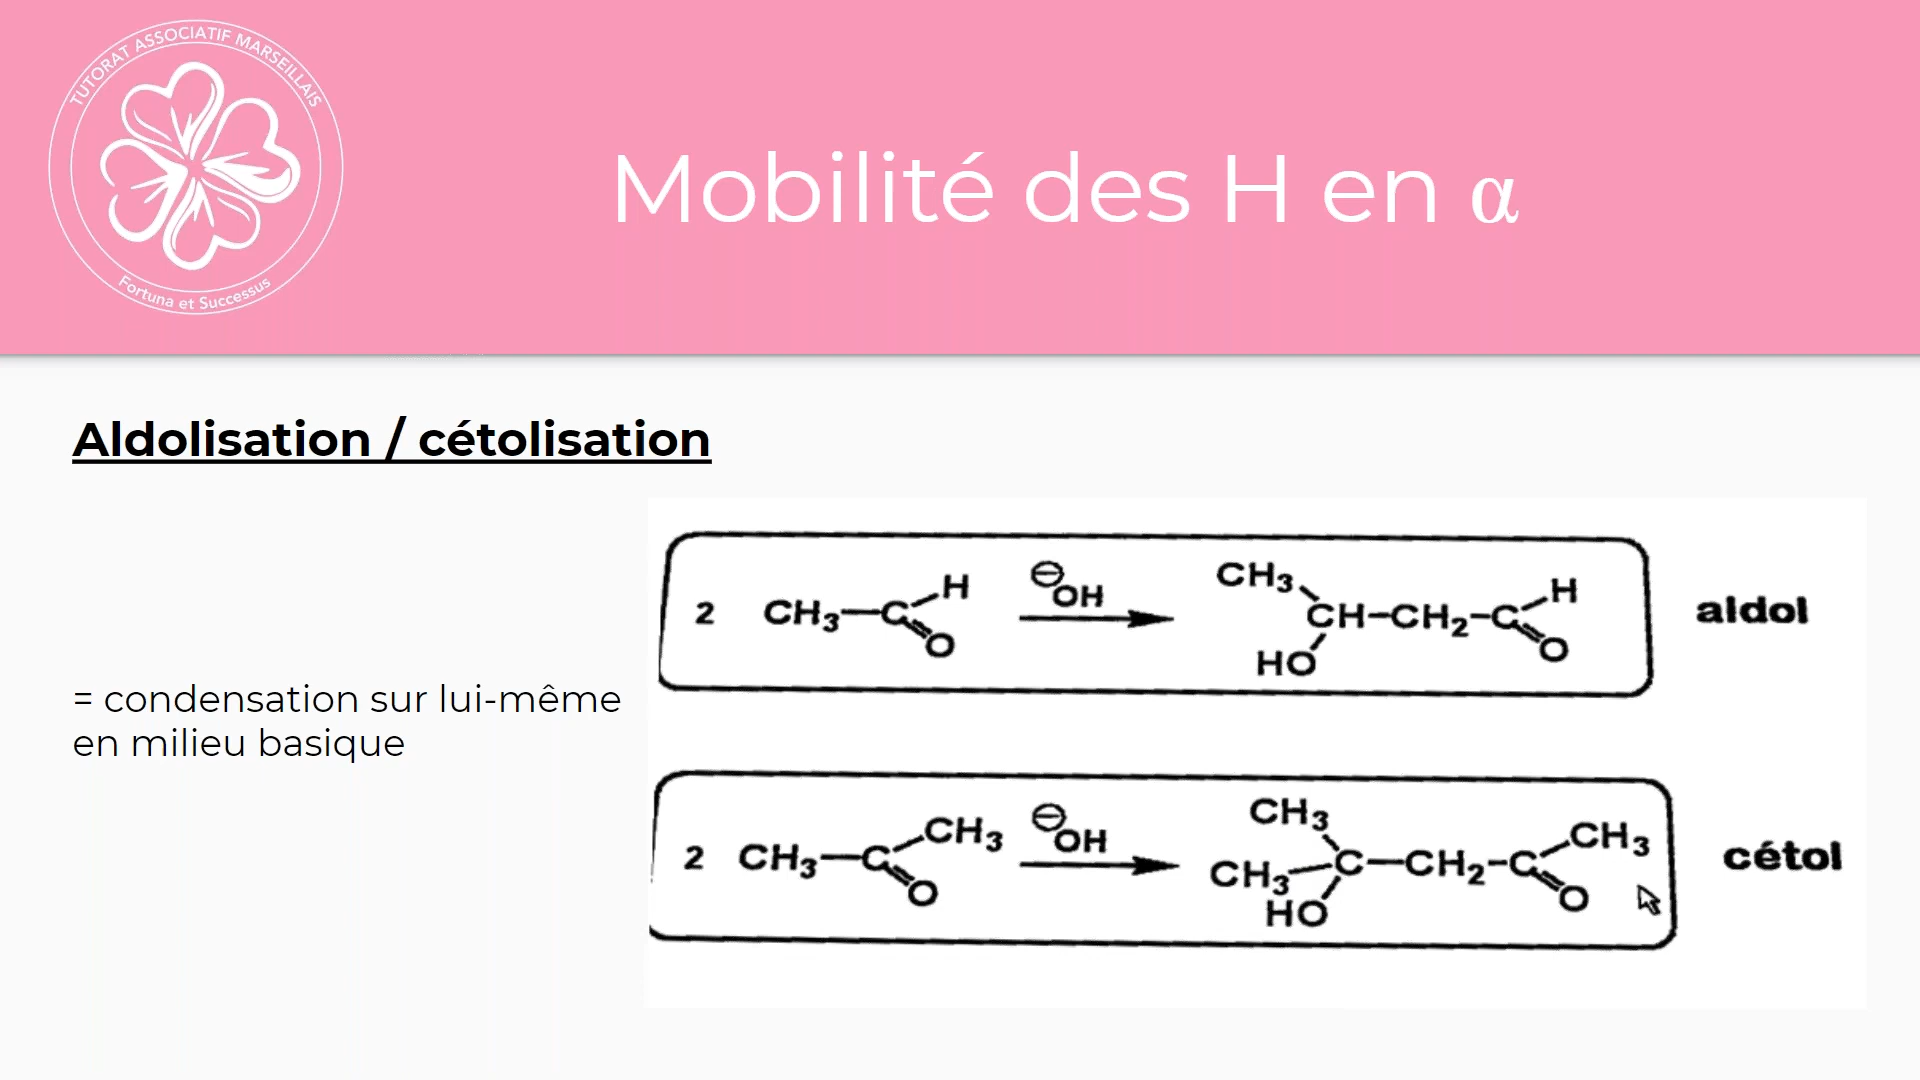 TUTORAT ASSOCIATIF MARSEILLAIS
Fortuna et Successus
Mobilité des H en α
Aldolisation / cétolisation
= condensation sur lui-même
en milieu basique
2 CH3—C H O ⊖OH CH3 HO CH-CH2-C H O aldol
2 CH3—C CH3 O ⊖OH CH3 CH3 HO C—CH2-C CH3 O cétol